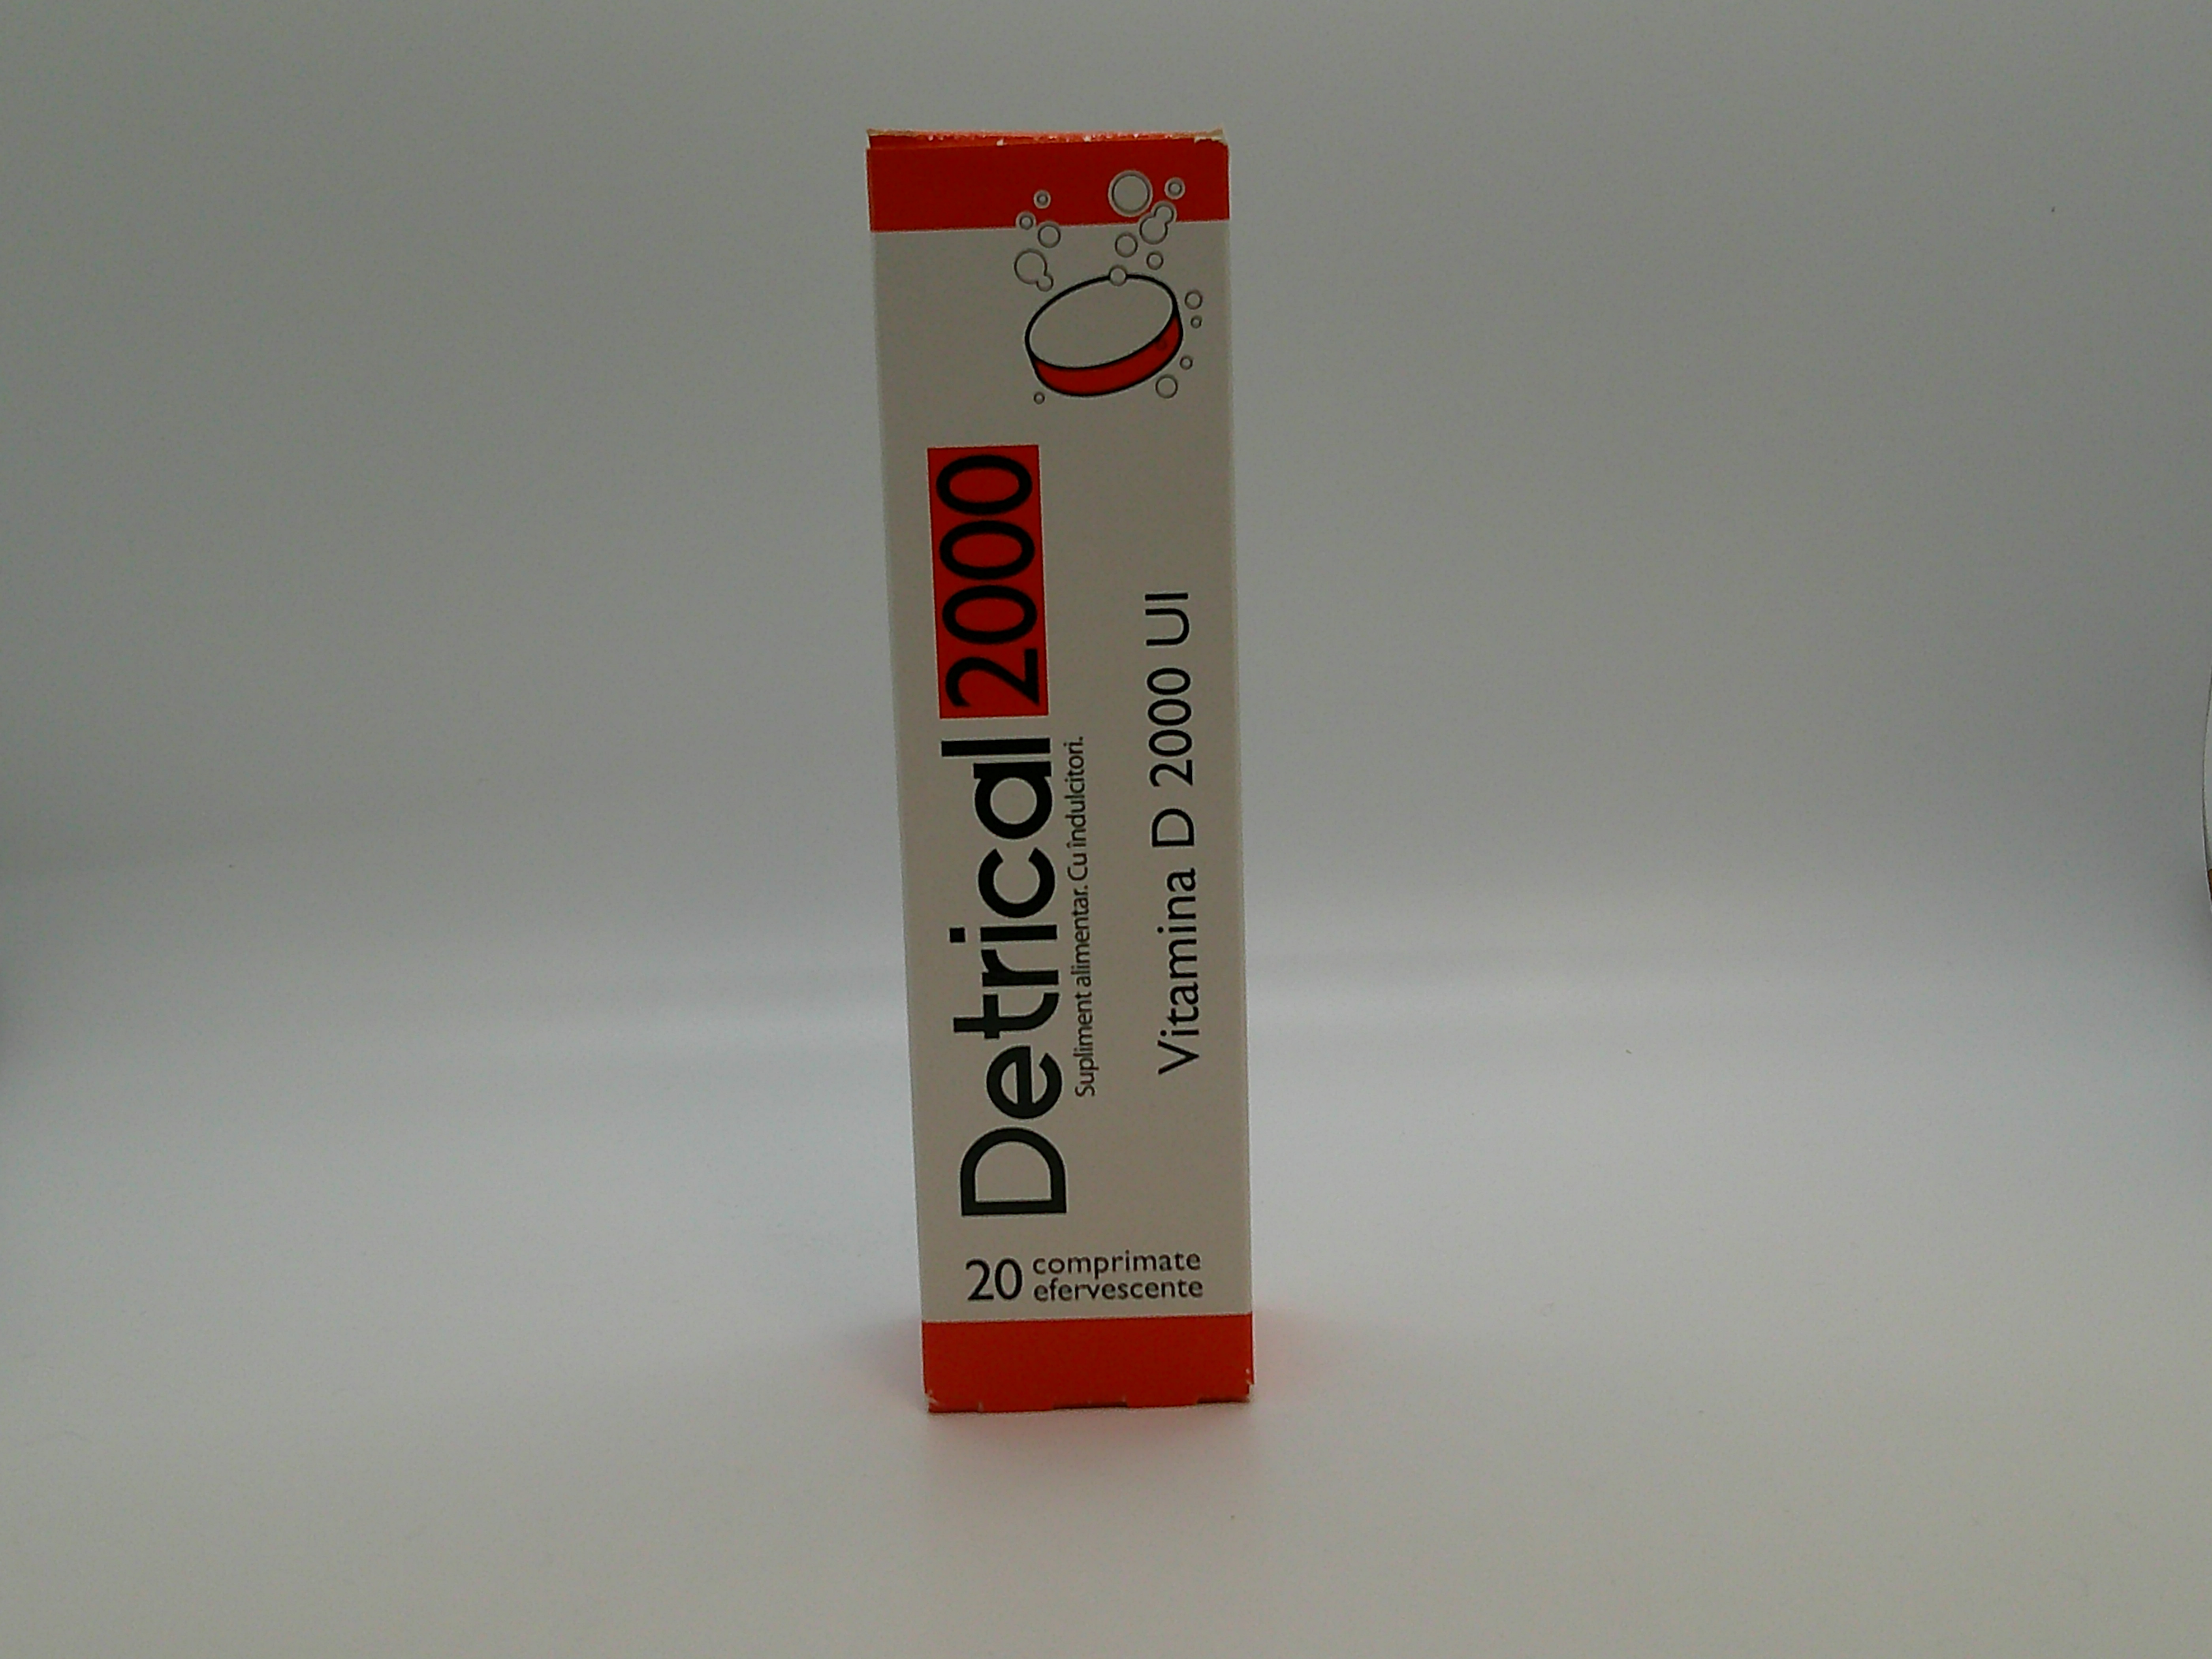 Detrical 2000
Supliment alimentar. Cu îndulcitori.
Vitamina D 2000 UI
20 comprimate
efervescente